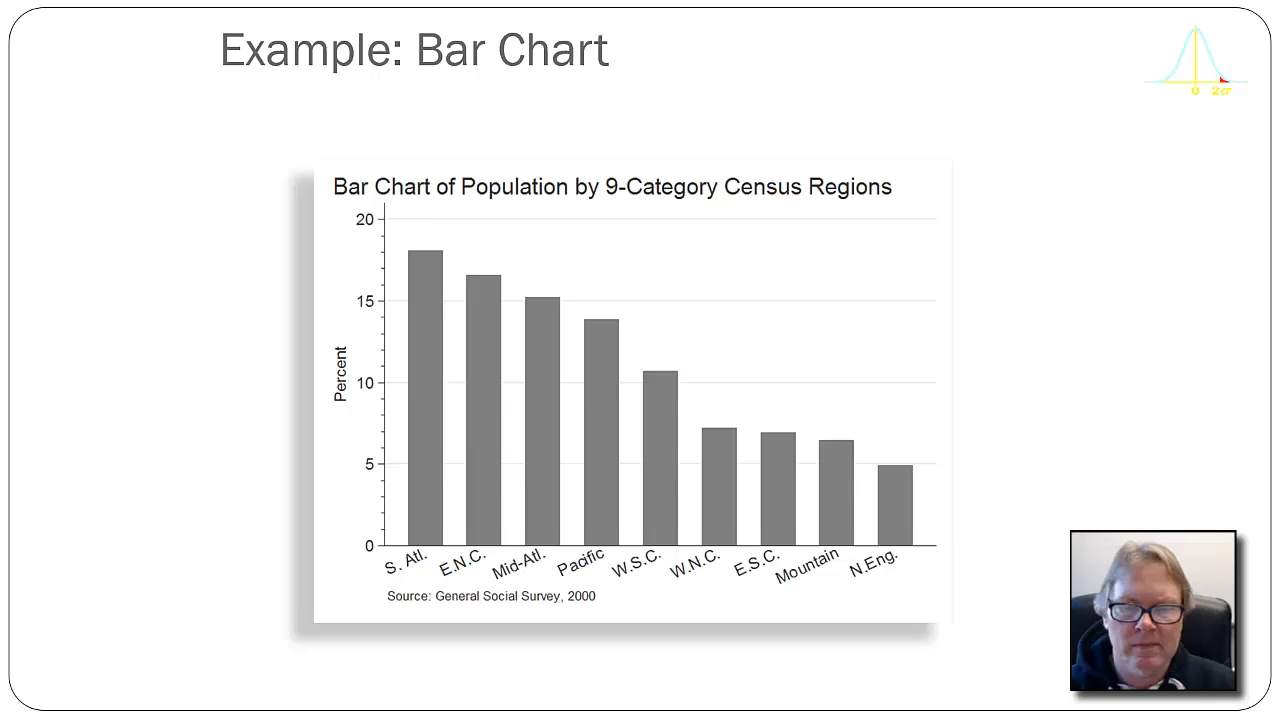 Example: Bar Chart
0 2σ
Bar Chart of Population by 9-Category Census Regions
20
15
10
5
0
Percent
S. Atl. E.N.C. Mid-Atl. Pacific W.S.C. W.N.C. E.S.C. Mountain N.Eng.
Source: General Social Survey, 2000